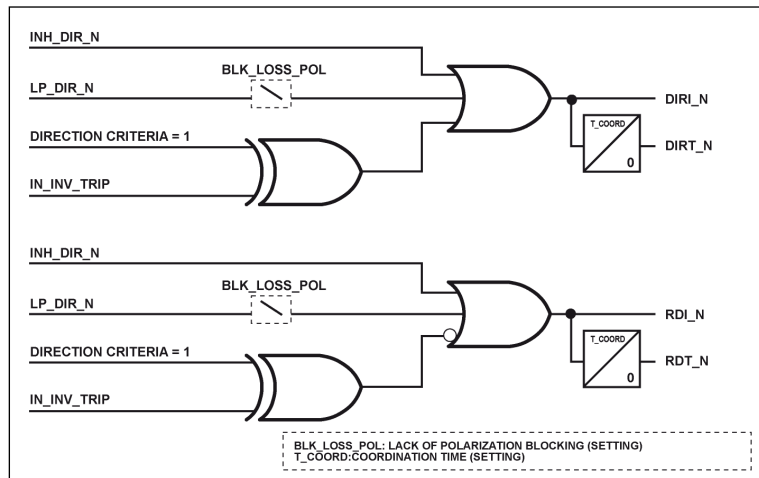 INH_DIR_N
BLK_LOSS_POL
LP_DIR_N
DIRI_N
DIRECTION CRITERIA = 1
T_COORD
0
DIRT_N
IN_INV_TRIP
INH_DIR_N
BLK_LOSS_POL
LP_DIR_N
RDI_N
DIRECTION CRITERIA = 1
T_COORD
0
RDT_N
IN_INV_TRIP
BLK_LOSS_POL: LACK OF POLARIZATION BLOCKING (SETTING)
T_COORD:COORDINATION TIME (SETTING)